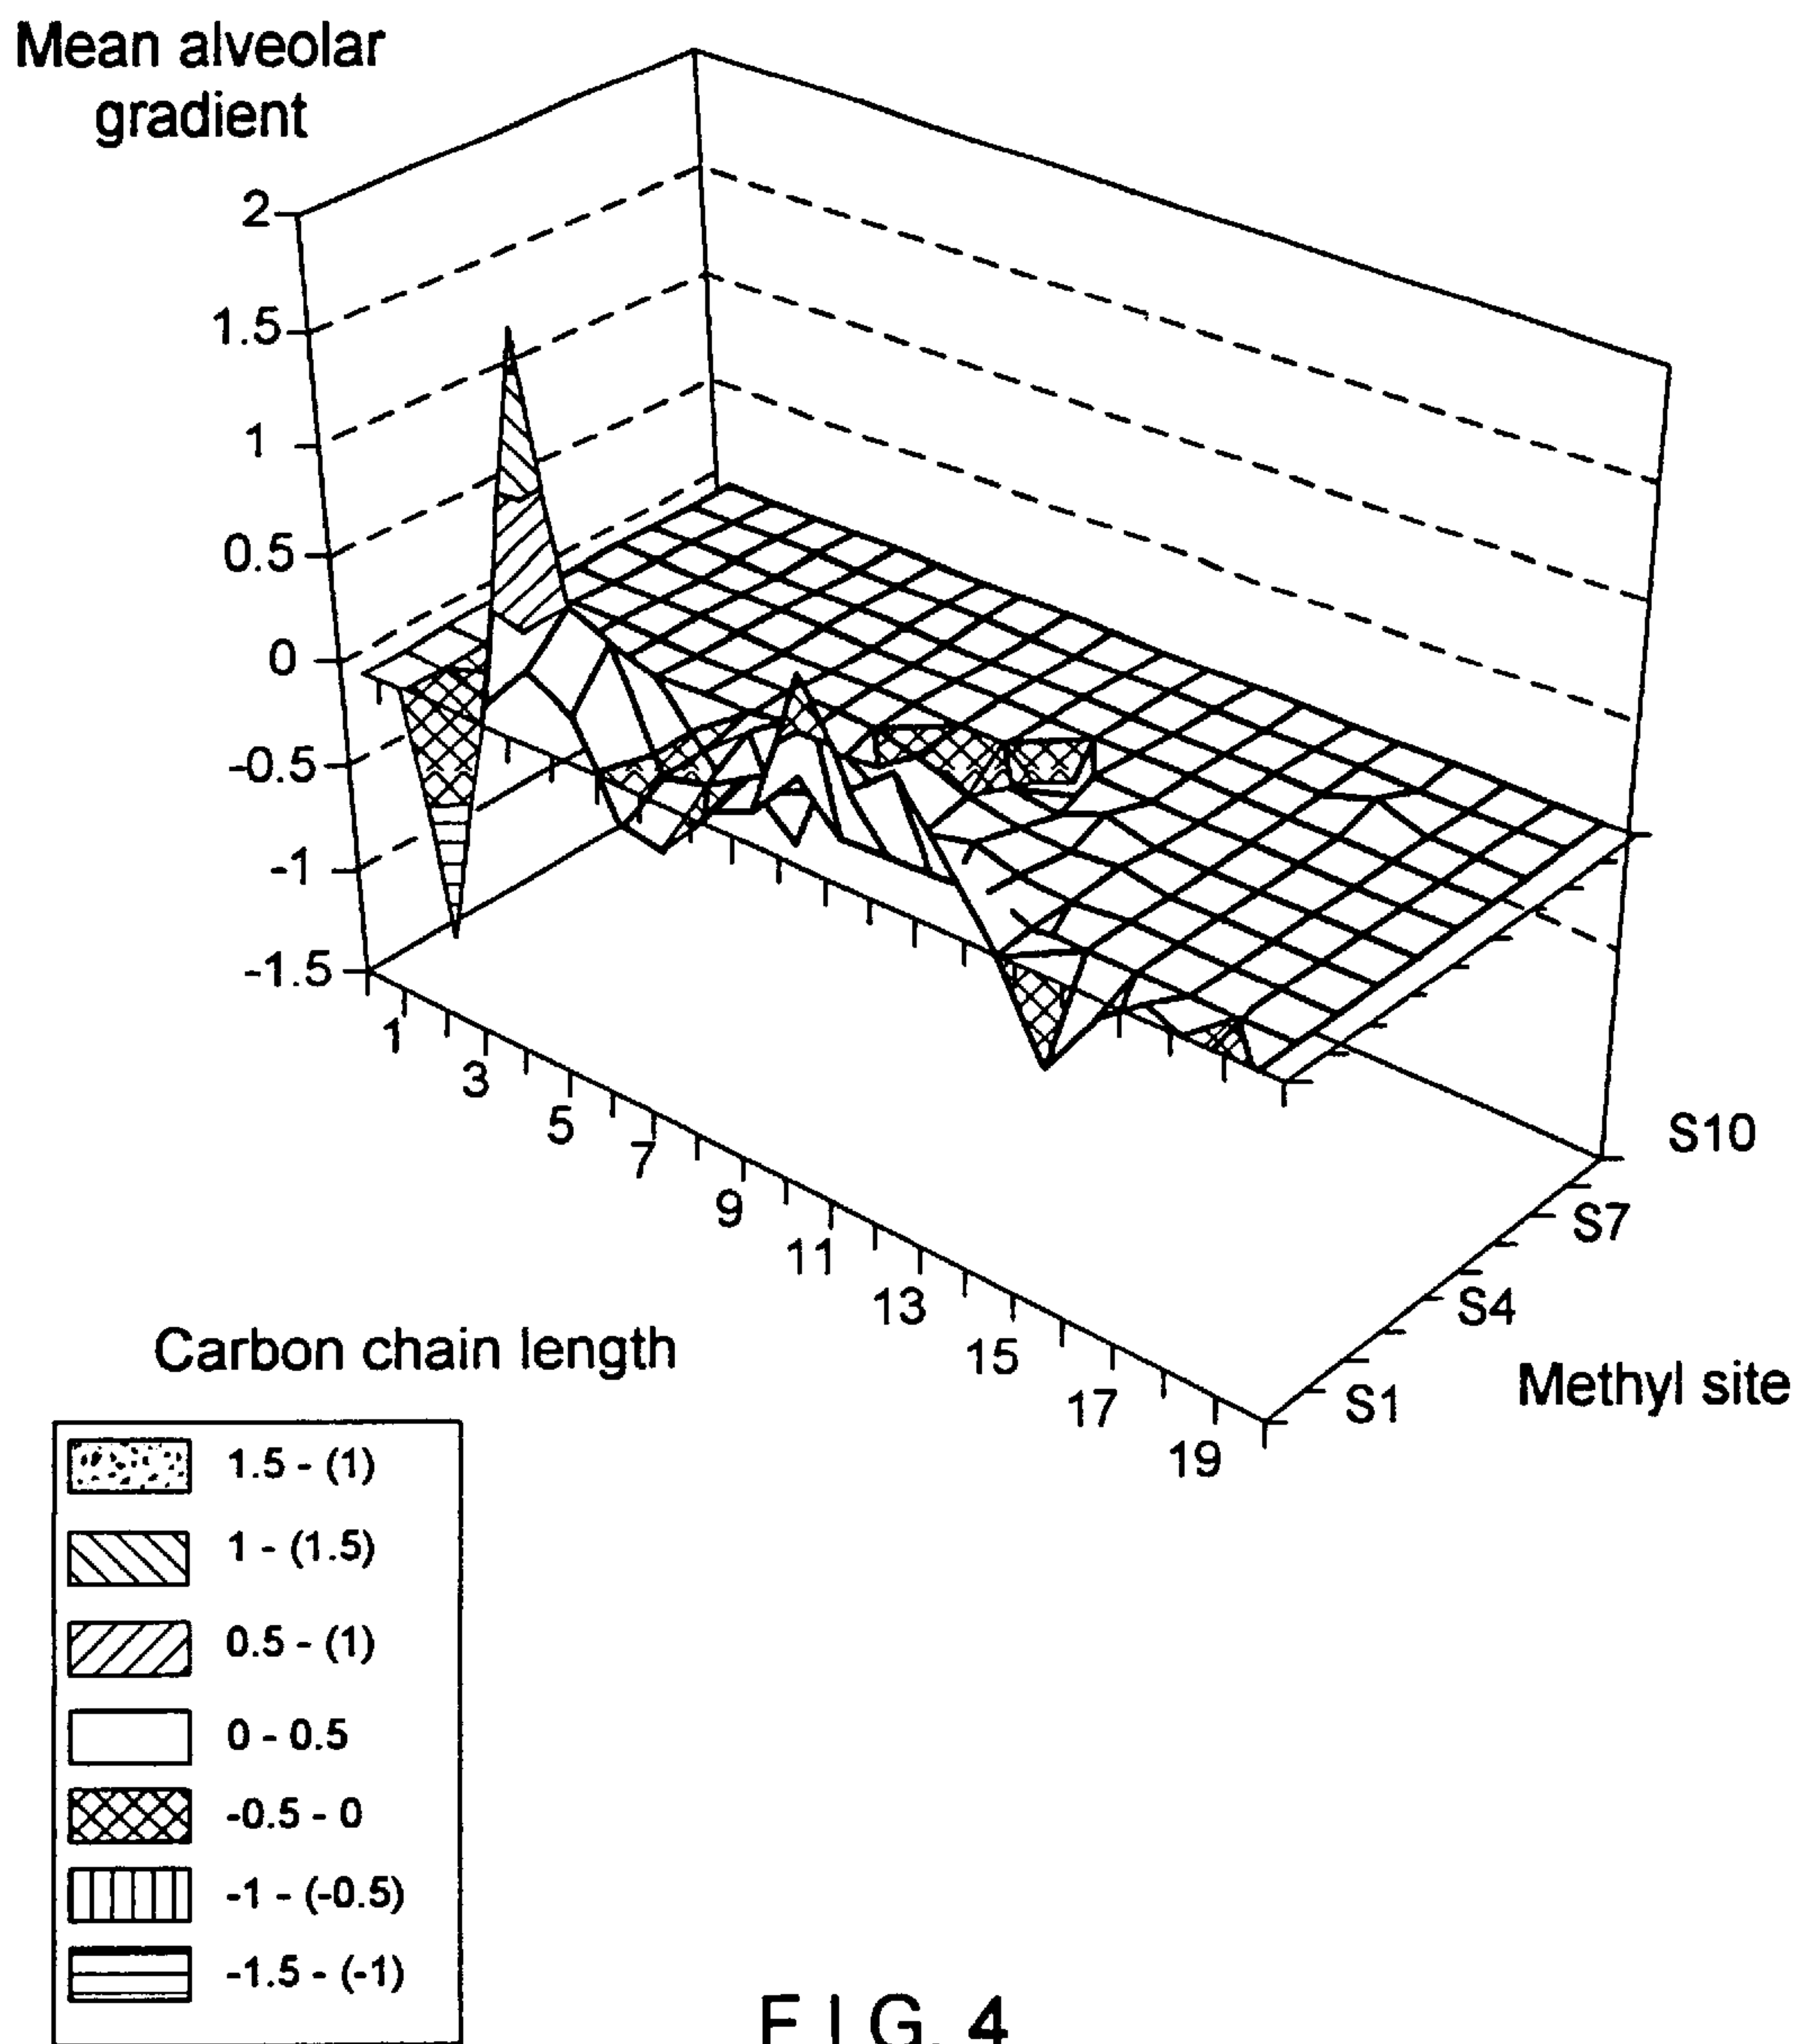 Mean alveolar
gradient
2
1.5
1
0.5
0
-0.5
-1
-1.5
1
3
5
7
9
11
13
15
17
19
S1
S4
S7
S10
Carbon chain length
Methyl site
1.5 - (1)
1 - (1.5)
0.5 - (1)
0 - 0.5
-0.5 - 0
-1 - (-0.5)
-1.5 - (-1)
FIG. 4